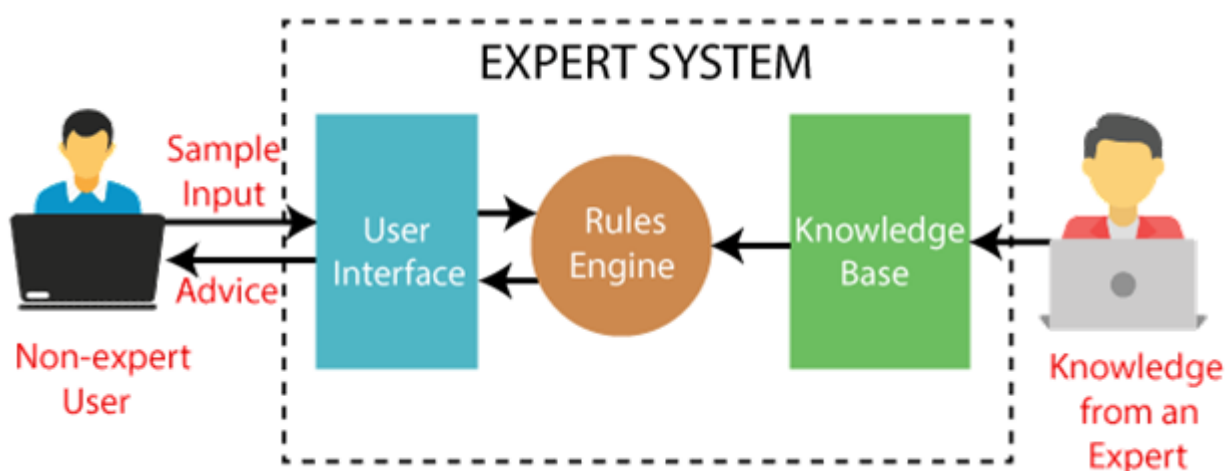 EXPERT SYSTEM
Sample
Input
Advice
Non-expert
User
User
Interface
Rules
Engine
Knowledge
Base
Knowledge
from an
Expert